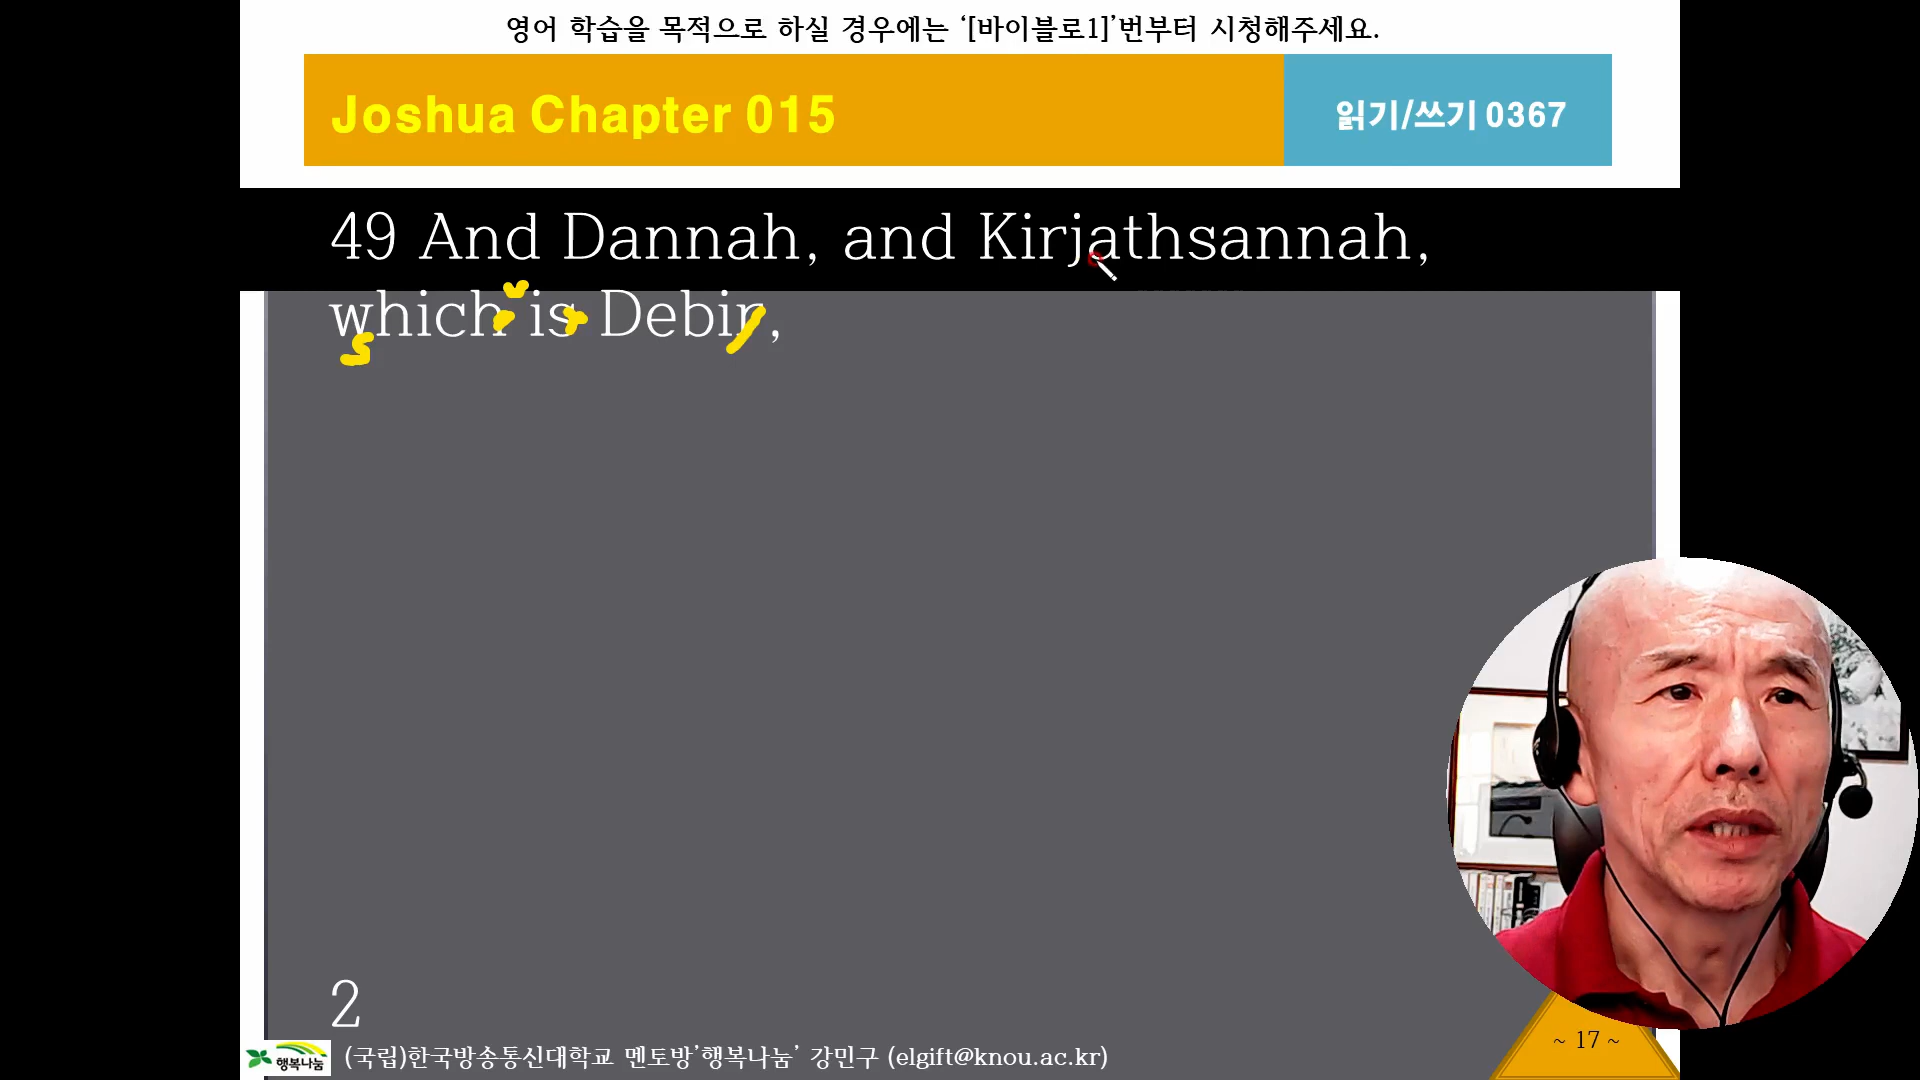 영어 학습을 목적으로 하실 경우에는 ‘[바이블로1]’번부터 시청해주세요.
Joshua Chapter 015
읽기/쓰기 0367
49 And Dannah, and Kirjathsannah,
which is Debir,
s
2
~ 17 ~
행복나눔
(국립)한국방송통신대학교 멘토방’행복나눔’ 강민구 (elgift@knou.ac.kr)